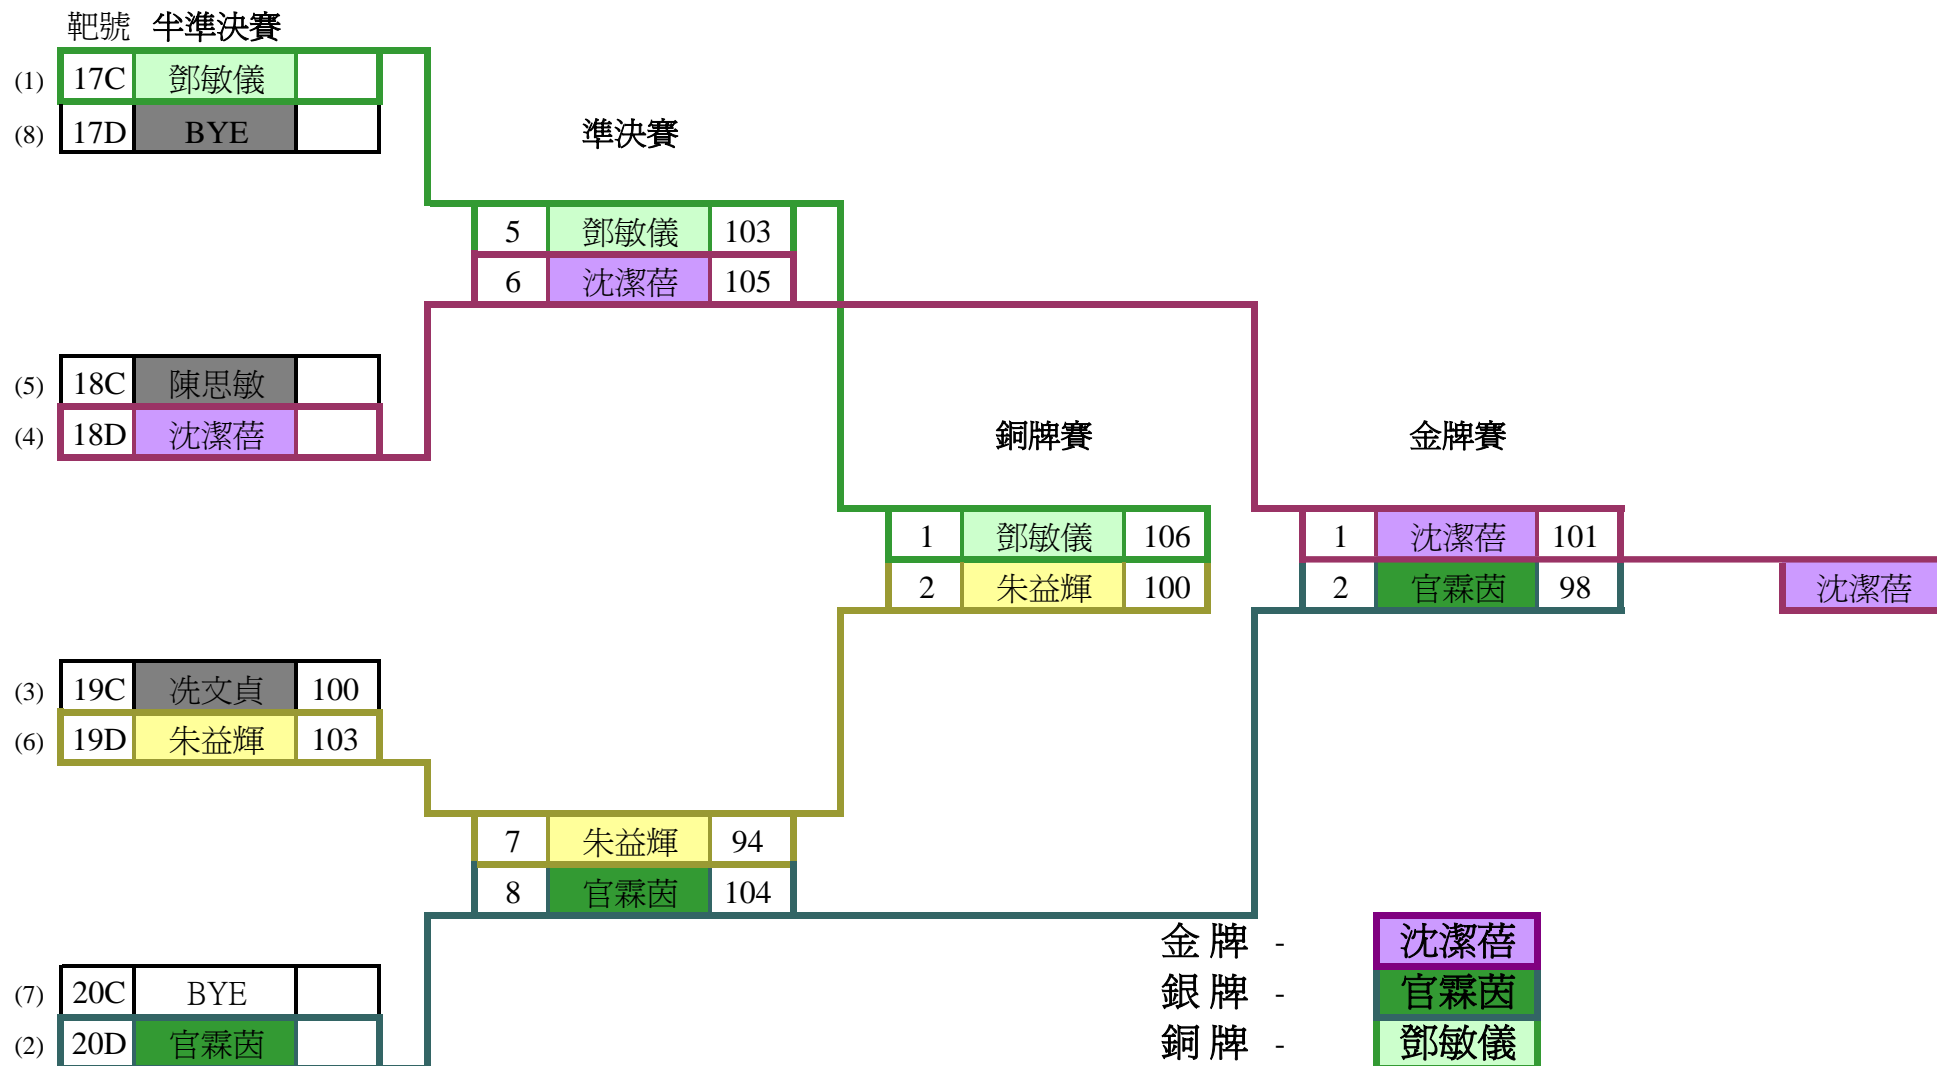 靶號 半準決賽
(1) 17C 鄧敏儀
(8) 17D BYE
準決賽
5 鄧敏儀 103
6 沈潔蓓 105
(5) 18C 陳思敏
(4) 18D 沈潔蓓
銅牌賽 金牌賽
1 鄧敏儀 106 1 沈潔蓓 101
2 朱益輝 100 2 官霖茵 98 沈潔蓓
(3) 19C 冼文貞 100
(6) 19D 朱益輝 103
7 朱益輝 94
8 官霖茵 104
金牌 - 沈潔蓓
(7) 20C BYE 銀牌 - 官霖茵
(2) 20D 官霖茵 銅牌 - 鄧敏儀